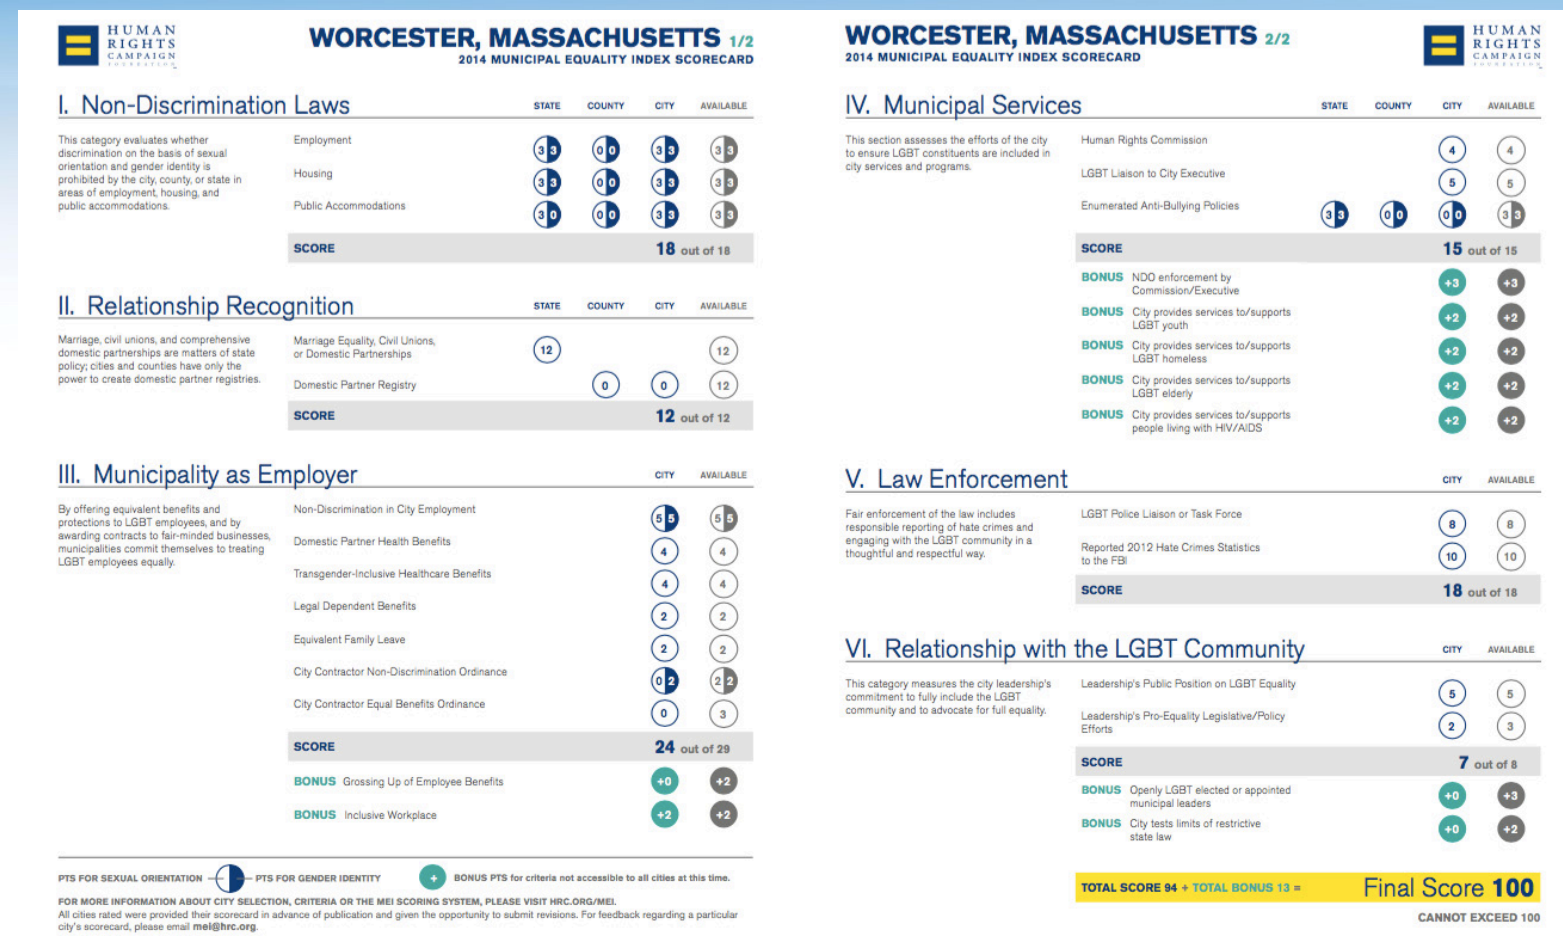 HUMAN
RIGHTS
CAMPAIGN
FOUNDATION
WORCESTER, MASSACHUSETTS 1/2
2014 MUNICIPAL EQUALITY INDEX SCORECARD
I. Non-Discrimination Laws STATE COUNTY CITY AVAILABLE
This category evaluates whether
discrimination on the basis of sexual
orientation and gender identity is
prohibited by the city, county, or state in
areas of employment, housing, and
public accommodations.
Employment 3 3 0 0 3 3 3 3
Housing 3 3 0 0 3 3 3 3
Public Accommodations 3 0 0 0 3 3 3 3
SCORE 18 out of 18
II. Relationship Recognition STATE COUNTY CITY AVAILABLE
Marriage, civil unions, and comprehensive
domestic partnerships are matters of state
policy; cities and counties have only the
power to create domestic partner registries.
Marriage Equality, Civil Unions,
or Domestic Partnerships 12 12
Domestic Partner Registry 0 0 12
SCORE 12 out of 12
III. Municipality as Employer CITY AVAILABLE
By offering equivalent benefits and
protections to LGBT employees, and by
awarding contracts to fair-minded businesses,
municipalities commit themselves to treating
LGBT employees equally.
Non-Discrimination in City Employment 5 5 5 5
Domestic Partner Health Benefits 4 4
Transgender-Inclusive Healthcare Benefits 4 4
Legal Dependent Benefits 2 2
Equivalent Family Leave 2 2
City Contractor Non-Discrimination Ordinance 0 2 2 2
City Contractor Equal Benefits Ordinance 0 3
SCORE 24 out of 29
BONUS Grossing Up of Employee Benefits +0 +2
BONUS Inclusive Workplace +2 +2
PTS FOR SEXUAL ORIENTATION PTS FOR GENDER IDENTITY + BONUS PTS for criteria not accessible to all cities at this time.
FOR MORE INFORMATION ABOUT CITY SELECTION, CRITERIA OR THE MEI SCORING SYSTEM, PLEASE VISIT HRC.ORG/MEI.
All cities rated were provided their scorecard in advance of publication and given the opportunity to submit revisions. For feedback regarding a particular
city's scorecard, please email mei@hrc.org.
WORCESTER, MASSACHUSETTS 2/2
2014 MUNICIPAL EQUALITY INDEX SCORECARD
HUMAN
RIGHTS
CAMPAIGN
FOUNDATION
IV. Municipal Services STATE COUNTY CITY AVAILABLE
This section assesses the efforts of the city
to ensure LGBT constituents are included in
city services and programs.
Human Rights Commission 4 4
LGBT Liaison to City Executive 5 5
Enumerated Anti-Bullying Policies 3 3 0 0 0 0 3 3
SCORE 15 out of 15
BONUS NDO enforcement by
Commission/Executive +3 +3
BONUS City provides services to/supports
LGBT youth +2 +2
BONUS City provides services to/supports
LGBT homeless +2 +2
BONUS City provides services to/supports
LGBT elderly +2 +2
BONUS City provides services to/supports
people living with HIV/AIDS +2 +2
V. Law Enforcement CITY AVAILABLE
Fair enforcement of the law includes
responsible reporting of hate crimes and
engaging with the LGBT community in a
thoughtful and respectful way.
LGBT Police Liaison or Task Force 8 8
Reported 2012 Hate Crimes Statistics
to the FBI 10 10
SCORE 18 out of 18
VI. Relationship with the LGBT Community CITY AVAILABLE
This category measures the city leadership's
commitment to fully include the LGBT
community and to advocate for full equality.
Leadership's Public Position on LGBT Equality 5 5
Leadership's Pro-Equality Legislative/Policy
Efforts 2 3
SCORE 7 out of 8
BONUS Openly LGBT elected or appointed
municipal leaders +0 +3
BONUS City tests limits of restrictive
state law +0 +2
TOTAL SCORE 94 + TOTAL BONUS 13 = Final Score 100
CANNOT EXCEED 100